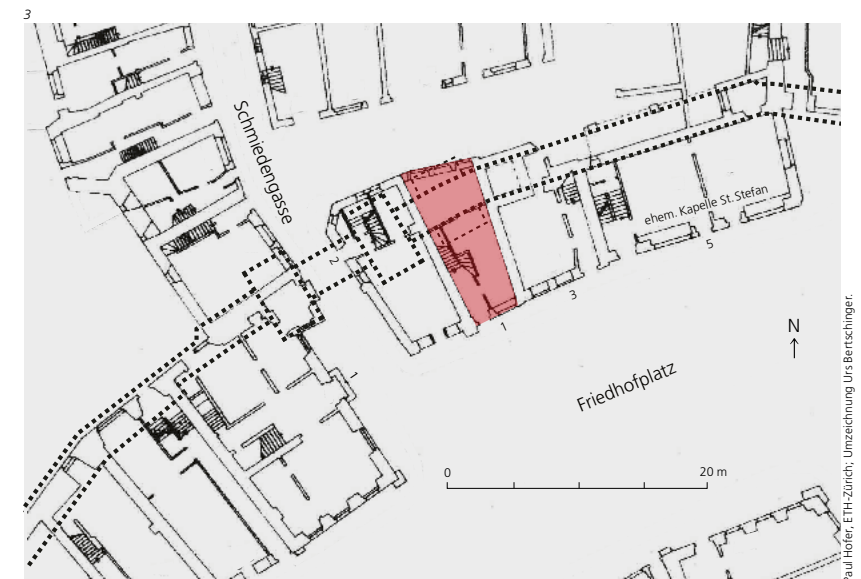 3
Schmiedengasse
2
ehem. Kapelle St. Stefan
5
3
1
1
Friedhofplatz
N
0 20 m
Paul Hofer, ETH-Zürich; Umzeichnung Urs Bertschinger.